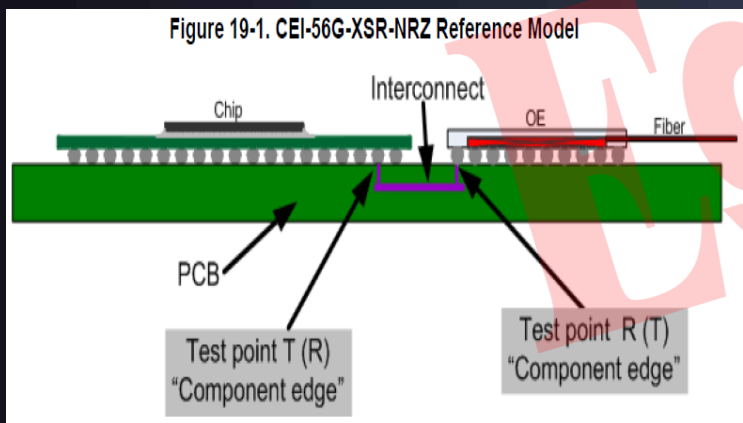 Figure 19-1. CEI-56G-XSR-NRZ Reference Model
Interconnect
Chip
OE
Fiber
PCB
Test point T (R)
“Component edge”
Test point R (T)
“Component edge”
Es